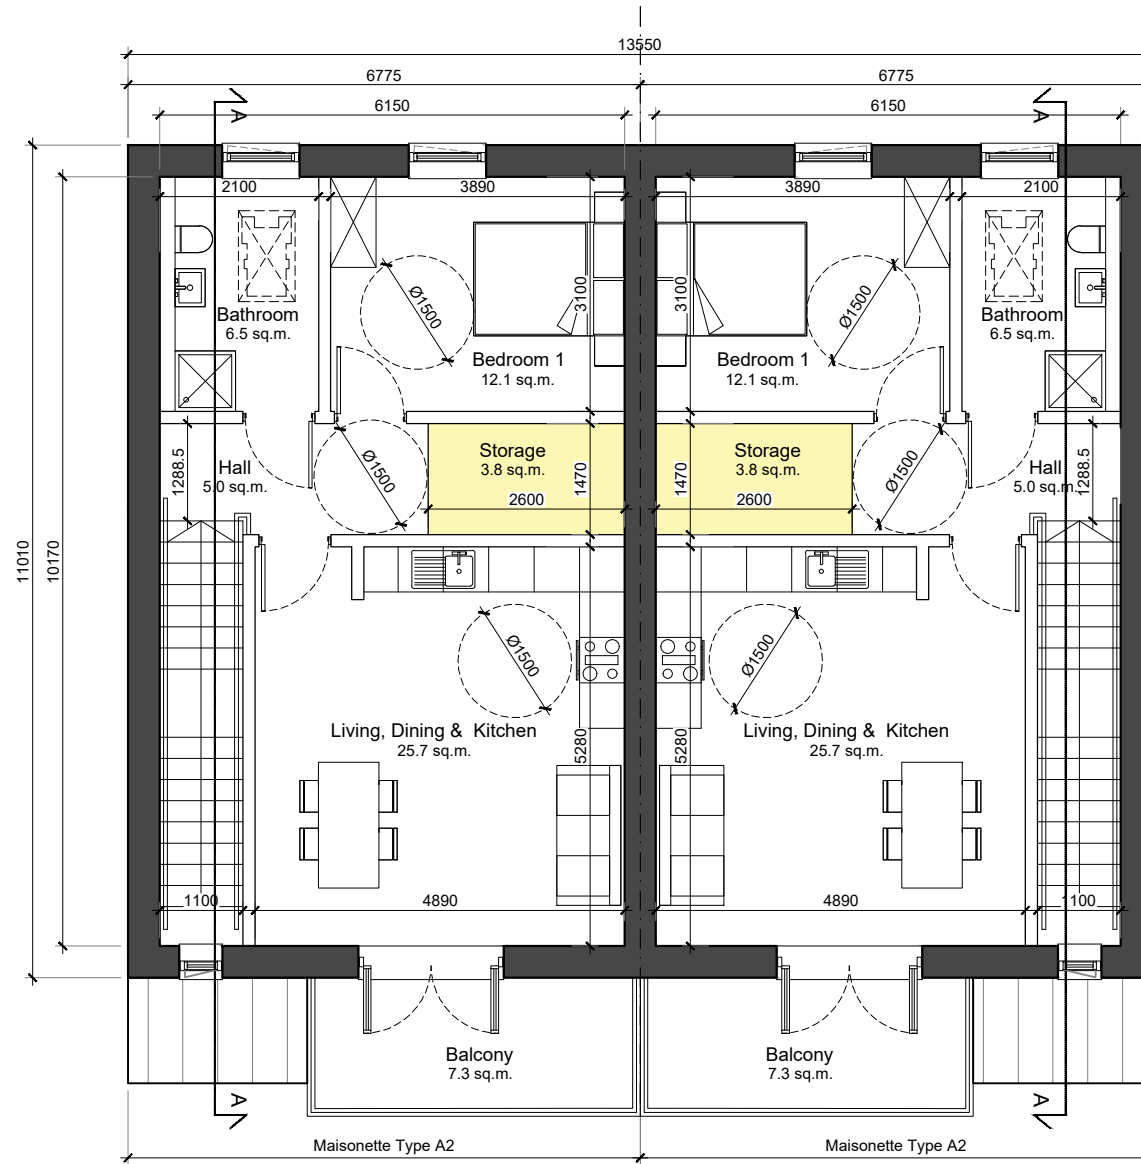 13550
6775
6775
6150
6150
A
A
2100
3890
3890
2100
Ø1500
3100
3100
Ø1500
Bathroom
6.5 sq.m.
Bathroom
6.5 sq.m.
Bedroom 1
12.1 sq.m.
Bedroom 1
12.1 sq.m.
11010
10170
1288.5
Hall
5.0 sq.m.
Ø1500
Storage
3.8 sq.m.
2600
1470
1470
Storage
3.8 sq.m.
2600
Ø1500
Hall
5.0 sq.m.
1288.5
Ø1500
Ø1500
Living, Dining & Kitchen
25.7 sq.m.
5280
5280
Living, Dining & Kitchen
25.7 sq.m.
1100
4890
4890
1100
Balcony
7.3 sq.m.
Balcony
7.3 sq.m.
A
A
Maisonette Type A2
Maisonette Type A2